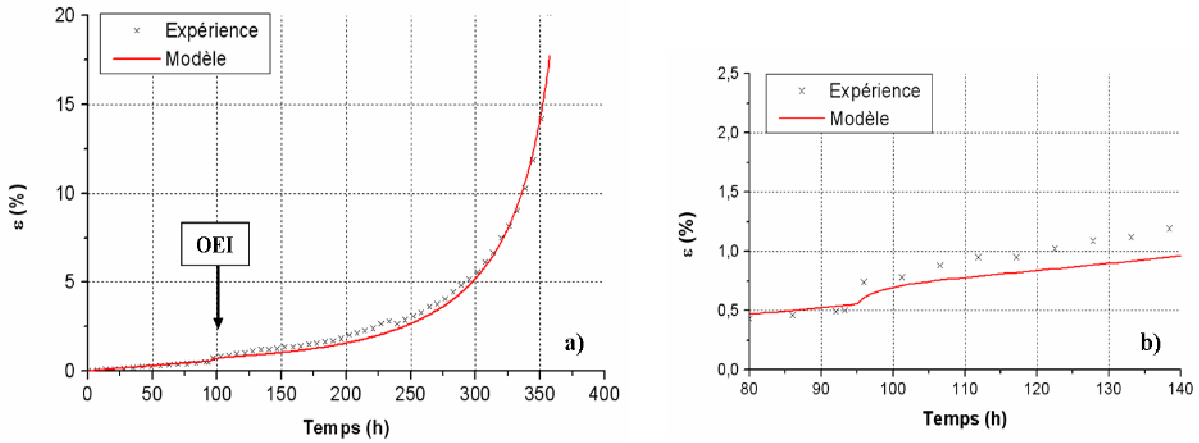 20
15
10
5
0
ε (%)
× Expérience
Modèle
OEI
a)
0 50 100 150 200 250 300 350 400
Temps (h)
2,5
2,0
1,5
1,0
0,5
0,0
ε (%)
× Expérience
Modèle
b)
80 90 100 110 120 130 140
Temps (h)